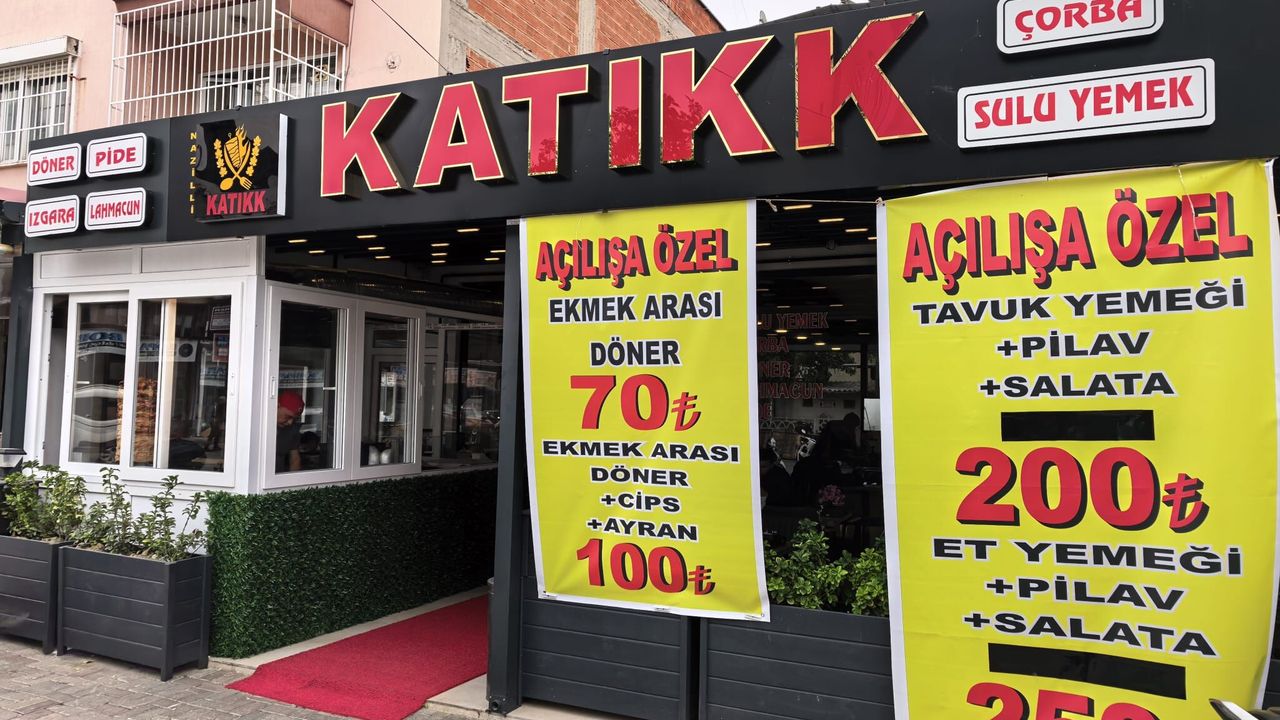 DÖNER
PİDE
IZGARA
LAHMACUN
NAZİLLİ
KATIKK
KATIKK
ÇORBA
SULU YEMEK
AÇILIŞA ÖZEL
EKMEK ARASI
DÖNER
70₺
EKMEK ARASI
DÖNER
+CİPS
+AYRAN
100₺
SULU YEMEK
AÇILIŞA ÖZEL
TAVUK YEMEĞİ
+PİLAV
+SALATA
200₺
ET YEMEĞİ
+PİLAV
+SALATA